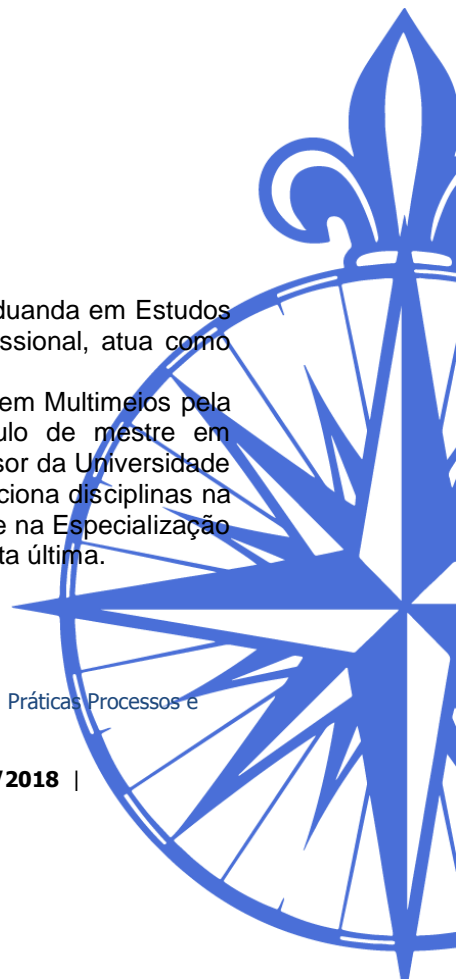 duanda em Estudos
issional, atua como
em Multimeios pela
ulo de mestre em
sor da Universidade
ciona disciplinas na
e na Especialização
ta última.
Práticas Processos e
/2018 |